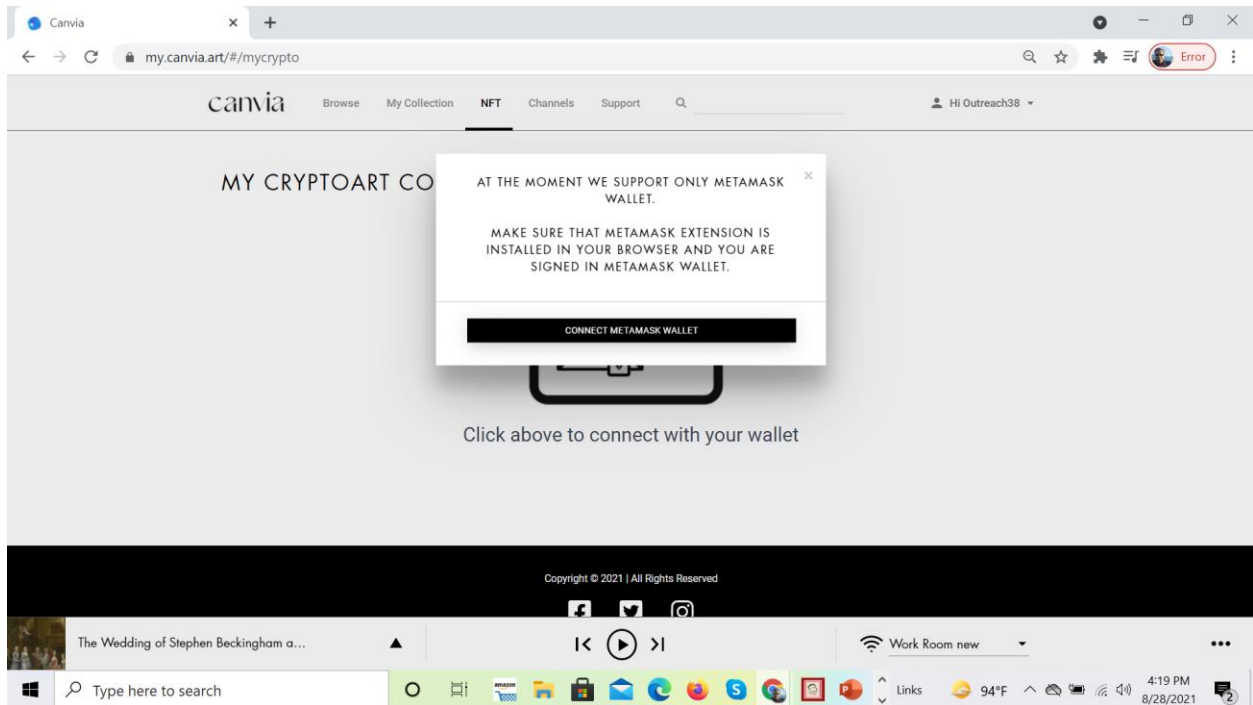 Canvia
my.canvia.art/#/mycrypto
Error
canvia Browse My Collection NFT Channels Support Hi Outreach38
MY CRYPTOART CO
AT THE MOMENT WE SUPPORT ONLY METAMASK
WALLET.
MAKE SURE THAT METAMASK EXTENSION IS
INSTALLED IN YOUR BROWSER AND YOU ARE
SIGNED IN METAMASK WALLET.
CONNECT METAMASK WALLET
Click above to connect with your wallet
Copyright © 2021 | All Rights Reserved
The Wedding of Stephen Beckingham a...
Work Room new
Type here to search
amazon
Links
94°F
4:19 PM
8/28/2021
2